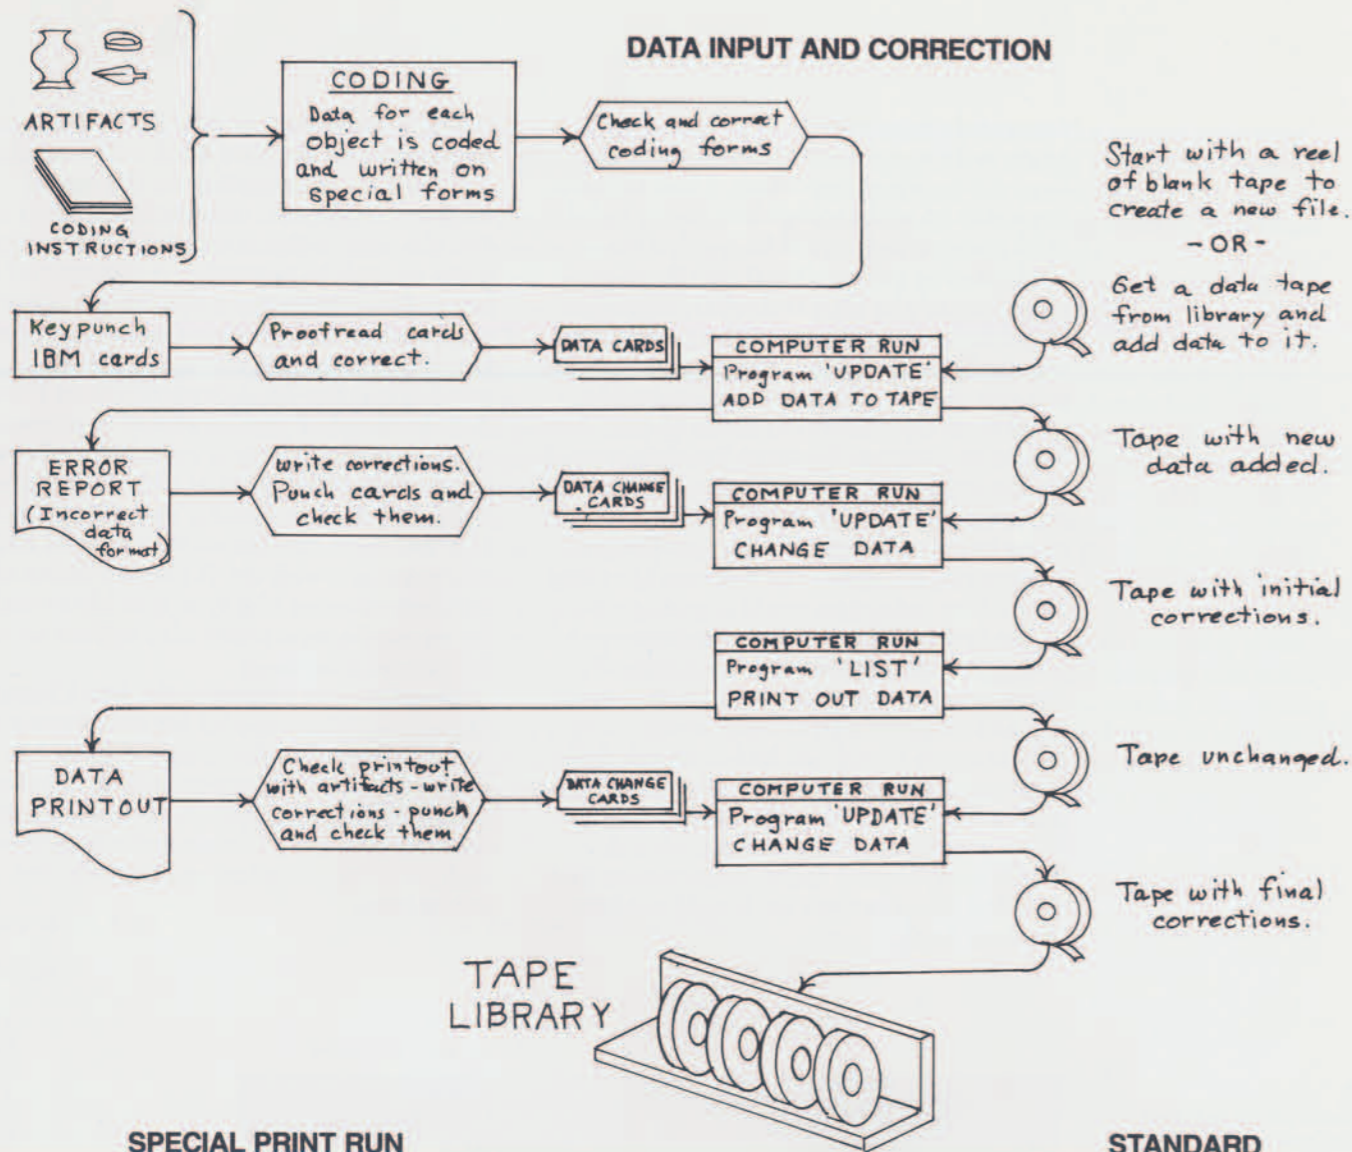 DATA INPUT AND CORRECTION
ARTIFACTS
CODING
INSTRUCTIONS
CODING
Data for each
object is coded
and written on
special forms
Check and correct
coding forms
Start with a reel
of blank tape to
create a new file.
- OR -
Get a data tape
from library and
add data to it.
Keypunch
IBM cards
Proofread cards
and correct.
DATA CARDS
COMPUTER RUN
Program 'UPDATE'
ADD DATA TO TAPE
Tape with new
data added.
ERROR
REPORT
(Incorrect
data
format)
Write corrections.
Punch cards and
check them.
DATA CHANGE
CARDS
COMPUTER RUN
Program 'UPDATE'
CHANGE DATA
Tape with initial
corrections.
COMPUTER RUN
Program 'LIST'
PRINT OUT DATA
Tape unchanged.
DATA
PRINTOUT
Check printout
with artifacts - write
corrections - punch
and check them
DATA CHANGE
CARDS
COMPUTER RUN
Program 'UPDATE'
CHANGE DATA
Tape with final
corrections.
TAPE
LIBRARY
SPECIAL PRINT RUN
STANDARD